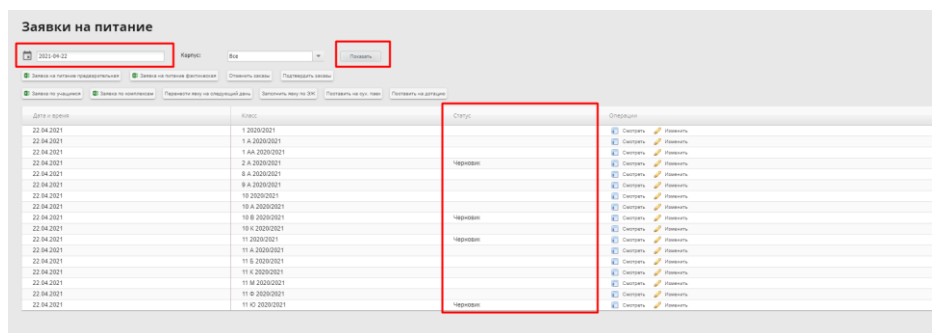 Заявки на питание
2021-04-22 Корпус: Все Показать
Заявка на питание предварительная Заявка на питание фактическая Отменить заказы Подтвердить заказы
Заявка по учащимся Заявка по комплексам Перенести явку на следующий день Заполнить явку по ЭЖ Поставить на сух. паек Поставить на дотацию
Дата и время Класс Статус Операции
22.04.2021 1 2020/2021 Смотреть Изменить
22.04.2021 1 А 2020/2021 Смотреть Изменить
22.04.2021 1 АА 2020/2021 Смотреть Изменить
22.04.2021 2 А 2020/2021 Черновик Смотреть Изменить
22.04.2021 8 А 2020/2021 Смотреть Изменить
22.04.2021 9 А 2020/2021 Смотреть Изменить
22.04.2021 10 2020/2021 Смотреть Изменить
22.04.2021 10 А 2020/2021 Смотреть Изменить
22.04.2021 10 В 2020/2021 Черновик Смотреть Изменить
22.04.2021 10 К 2020/2021 Смотреть Изменить
22.04.2021 11 2020/2021 Черновик Смотреть Изменить
22.04.2021 11 А 2020/2021 Смотреть Изменить
22.04.2021 11 Б 2020/2021 Смотреть Изменить
22.04.2021 11 К 2020/2021 Смотреть Изменить
22.04.2021 11 М 2020/2021 Смотреть Изменить
22.04.2021 11 Ф 2020/2021 Смотреть Изменить
22.04.2021 11 Ю 2020/2021 Черновик Смотреть Изменить